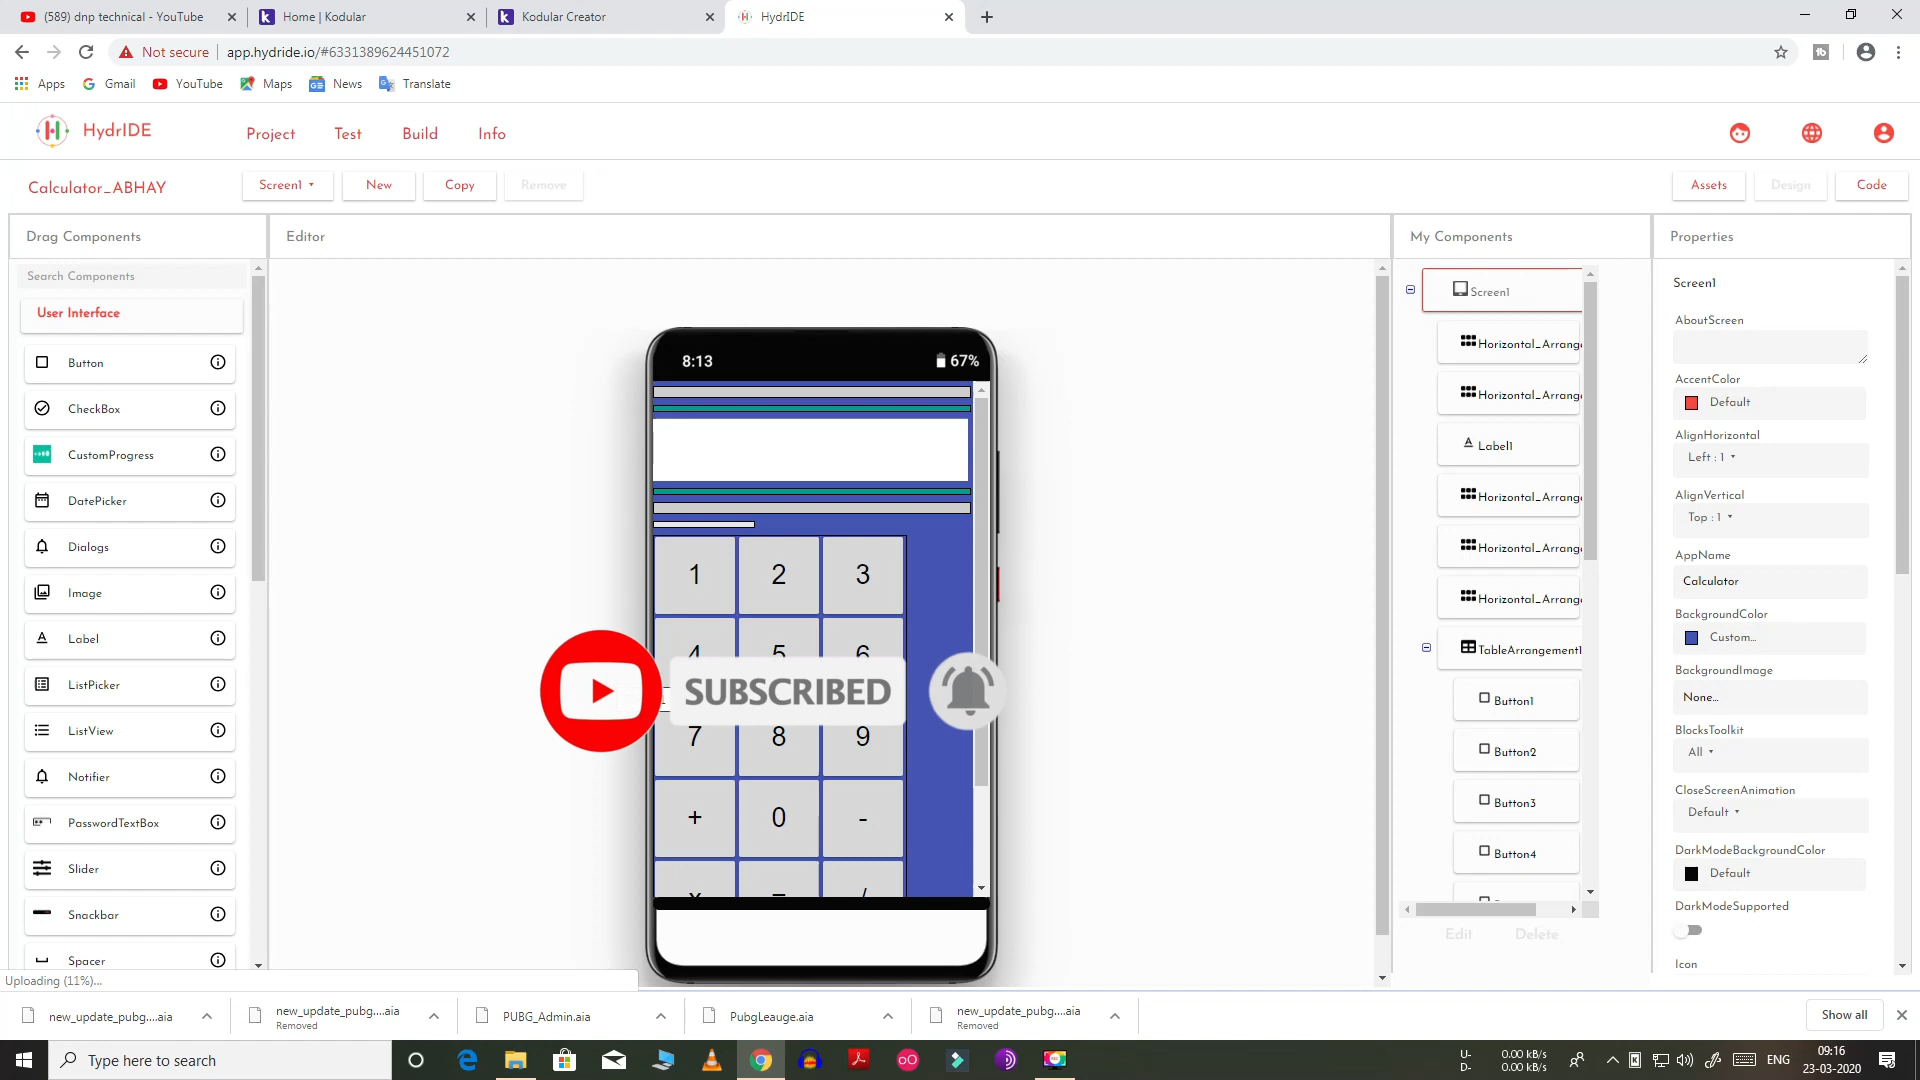 (589) dnp technical - YouTube
Home | Kodular
Kodular Creator
HydrIDE
Not secure
app.hydride.io/#6331389624451072
Apps
Gmail
YouTube
Maps
News
Translate
HydrIDE
Project
Test
Build
Info
Calculator_ABHAY
Screen1
New
Copy
Remove
Assets
Design
Code
Drag Components
Editor
My Components
Properties
Search Components
User Interface
Button
CheckBox
CustomProgress
DatePicker
Dialogs
Image
Label
ListPicker
ListView
Notifier
PasswordTextBox
Slider
Snackbar
Spacer
8:13
67%
1 2 3
4 5 6
7 8 9
+ 0 -
x = /
SUBSCRIBED
Screen1
Horizontal_Arrang
Horizontal_Arrang
Label1
Horizontal_Arrang
Horizontal_Arrang
Horizontal_Arrang
TableArrangement1
Button1
Button2
Button3
Button4
Edit
Delete
Screen1
AboutScreen
AccentColor
Default
AlignHorizontal
Left : 1
AlignVertical
Top : 1
AppName
Calculator
BackgroundColor
Custom...
BackgroundImage
None...
BlocksToolkit
All
CloseScreenAnimation
Default
DarkModeBackgroundColor
Default
DarkModeSupported
Icon
Uploading (11%)...
new_update_pubg....aia
new_update_pubg....aia
Removed
PUBG_Admin.aia
PubgLeauge.aia
new_update_pubg....aia
Removed
Show all
Type here to search
U- 0.00 kB/s
D- 0.00 kB/s
ENG
09:16
23-03-2020